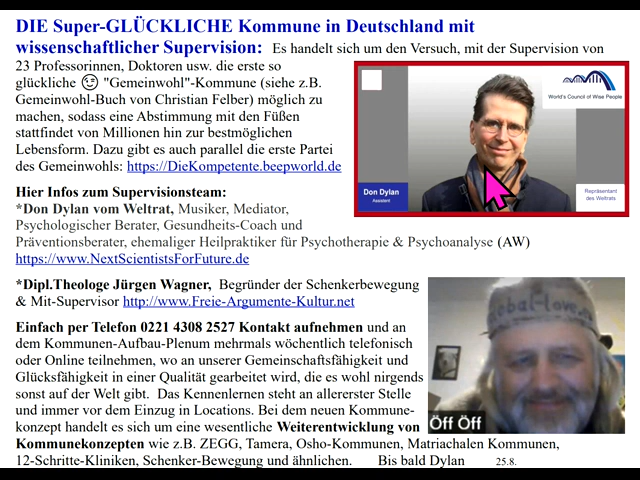 DIE Super-GLÜCKLICHE Kommune in Deutschland mit
wissenschaftlicher Supervision: Es handelt sich um den Versuch, mit der Supervision von
23 Professorinnen, Doktoren usw. die erste so
glückliche 😉 "Gemeinwohl"-Kommune (siehe z.B.
Gemeinwohl-Buch von Christian Felber) möglich zu
machen, sodass eine Abstimmung mit den Füßen
stattfindet von Millionen hin zur bestmöglichen
Lebensform. Dazu gibt es auch parallel die erste Partei
des Gemeinwohls: https://DieKompetente.beepworld.de
World's Council of Wise People
Don Dylan
Assistent
Repräsentant
des Weltrats
Hier Infos zum Supervisionsteam:
*Don Dylan vom Weltrat, Musiker, Mediator,
Psychologischer Berater, Gesundheits-Coach und
Präventionsberater, ehemaliger Heilpraktiker für Psychotherapie & Psychoanalyse (AW)
https://www.NextScientistsForFuture.de
*Dipl.Theologe Jürgen Wagner, Begründer der Schenkerbewegung
& Mit-Supervisor http://www.Freie-Argumente-Kultur.net
Einfach per Telefon 0221 4308 2527 Kontakt aufnehmen und an
dem Kommunen-Aufbau-Plenum mehrmals wöchentlich telefonisch
oder Online teilnehmen, wo an unserer Gemeinschaftsfähigkeit und
Glücksfähigkeit in einer Qualität gearbeitet wird, die es wohl nirgends
sonst auf der Welt gibt. Das Kennenlernen steht an allererster Stelle
und immer vor dem Einzug in Locations. Bei dem neuen Kommune-
konzept handelt es sich um eine wesentliche Weiterentwicklung von
Kommunekonzepten wie z.B. ZEGG, Tamera, Osho-Kommunen, Matriachalen Kommunen,
12-Schritte-Kliniken, Schenker-Bewegung und ähnlichen. Bis bald Dylan 25.8.
global-love
Öff Öff